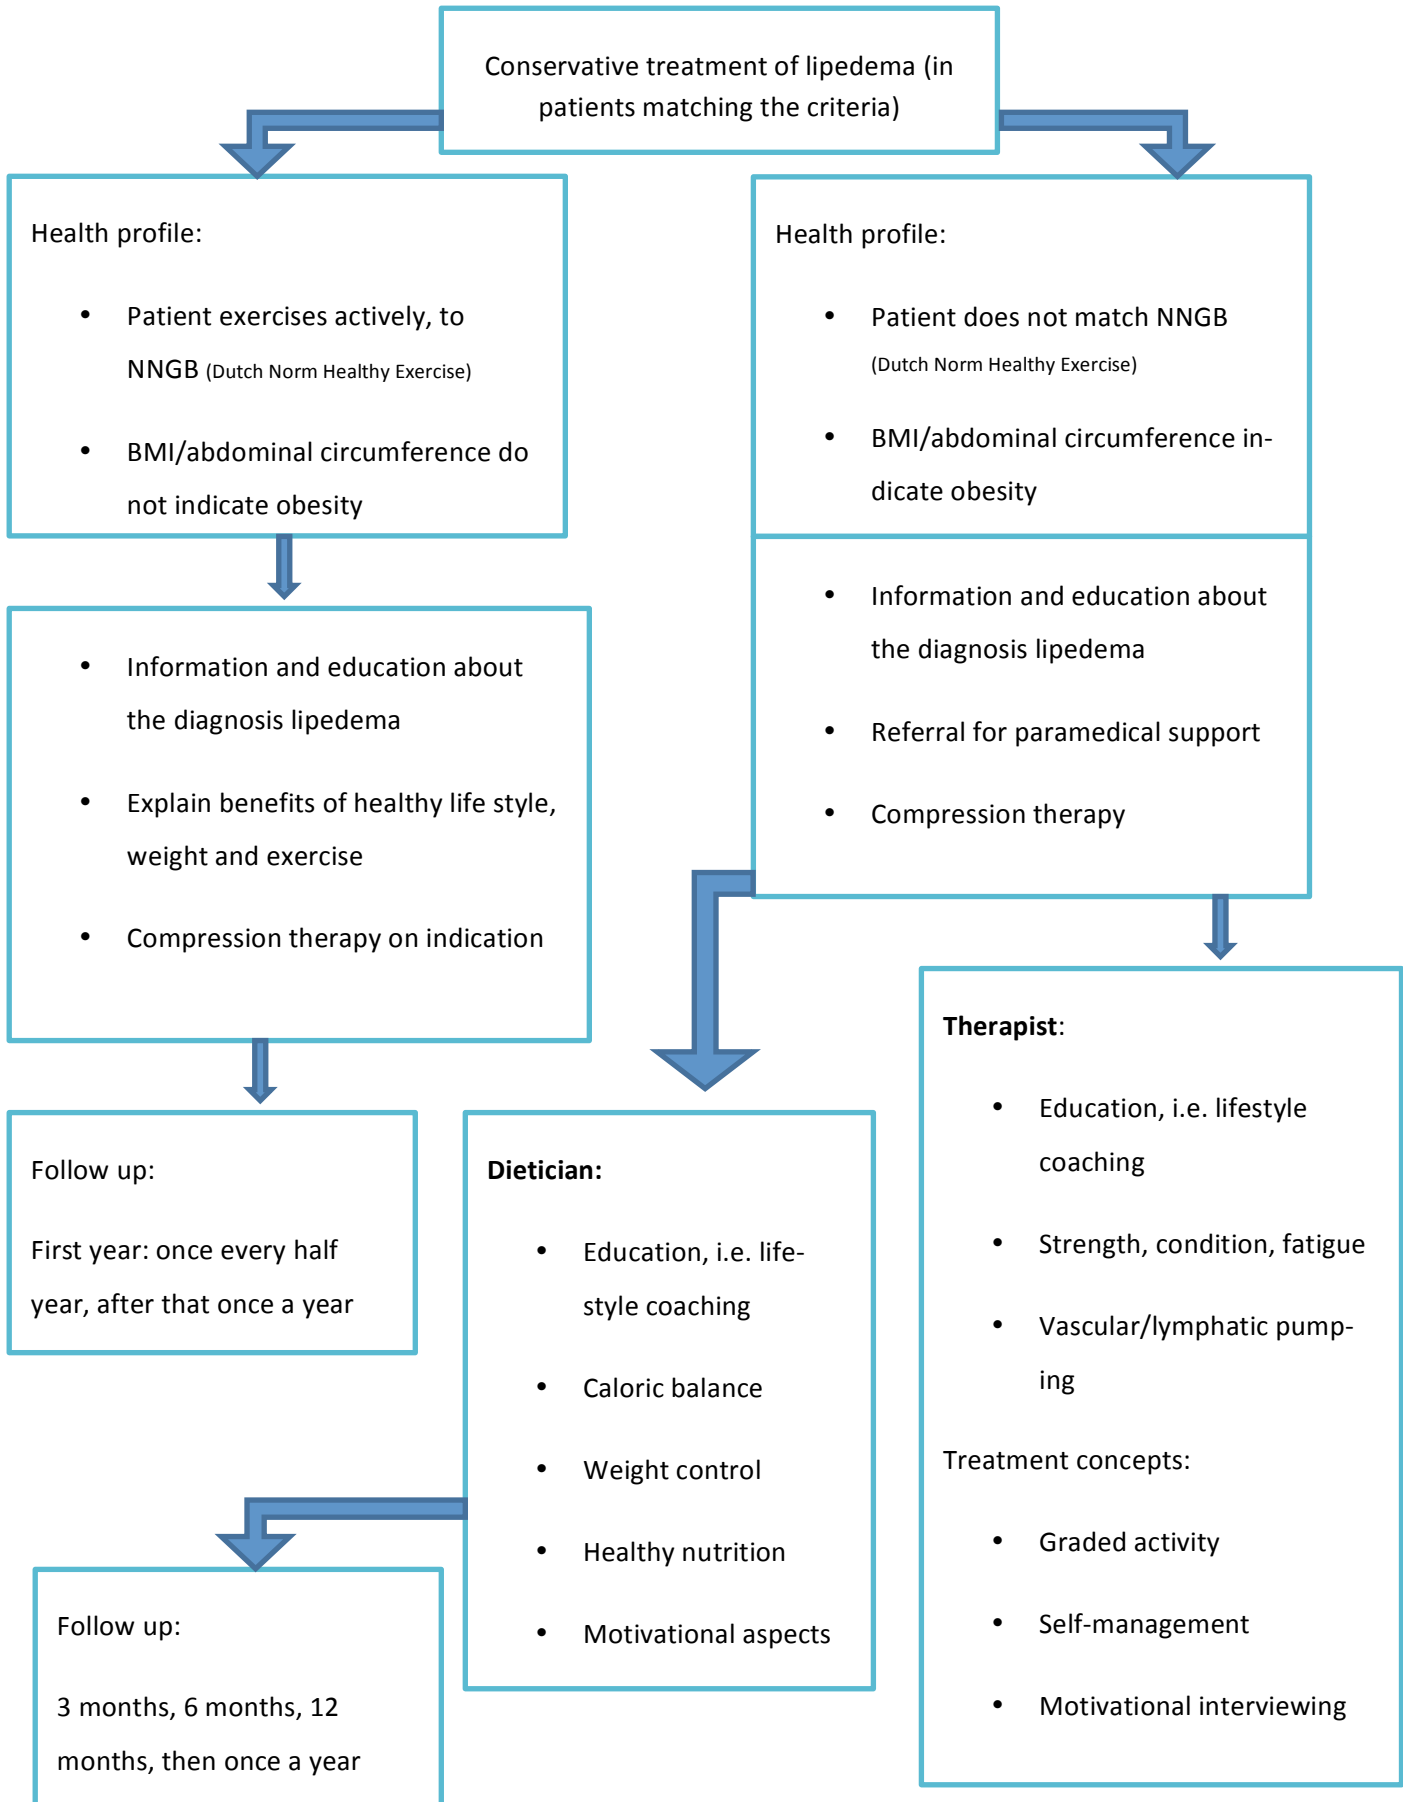 Conservative treatment of lipedema (in
patients matching the criteria)
Health profile:
• Patient exercises actively, to
NNGB (Dutch Norm Healthy Exercise)
• BMI/abdominal circumference do
not indicate obesity
Health profile:
• Patient does not match NNGB
(Dutch Norm Healthy Exercise)
• BMI/abdominal circumference in-
dicate obesity
• Information and education about
the diagnosis lipedema
• Explain benefits of healthy life style,
weight and exercise
• Compression therapy on indication
• Information and education about
the diagnosis lipedema
• Referral for paramedical support
• Compression therapy
Follow up:
First year: once every half
year, after that once a year
Dietician:
• Education, i.e. life-
style coaching
• Caloric balance
• Weight control
• Healthy nutrition
• Motivational aspects
Therapist:
• Education, i.e. lifestyle
coaching
• Strength, condition, fatigue
• Vascular/lymphatic pump-
ing
Treatment concepts:
• Graded activity
• Self-management
• Motivational interviewing
Follow up:
3 months, 6 months, 12
months, then once a year